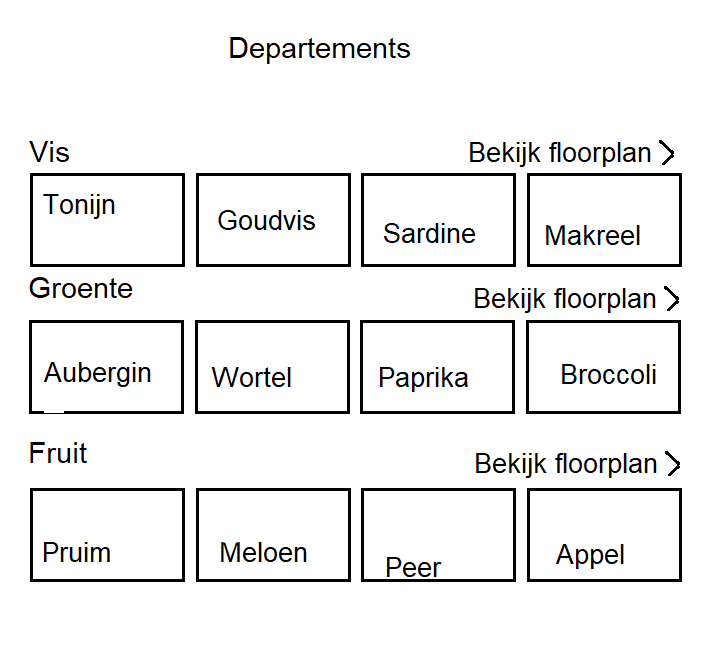 Departements
Vis
Bekijk floorplan
Tonijn
Goudvis
Sardine
Makreel
Groente
Bekijk floorplan
Aubergin
Wortel
Paprika
Broccoli
Fruit
Bekijk floorplan
Pruim
Meloen
Peer
Appel